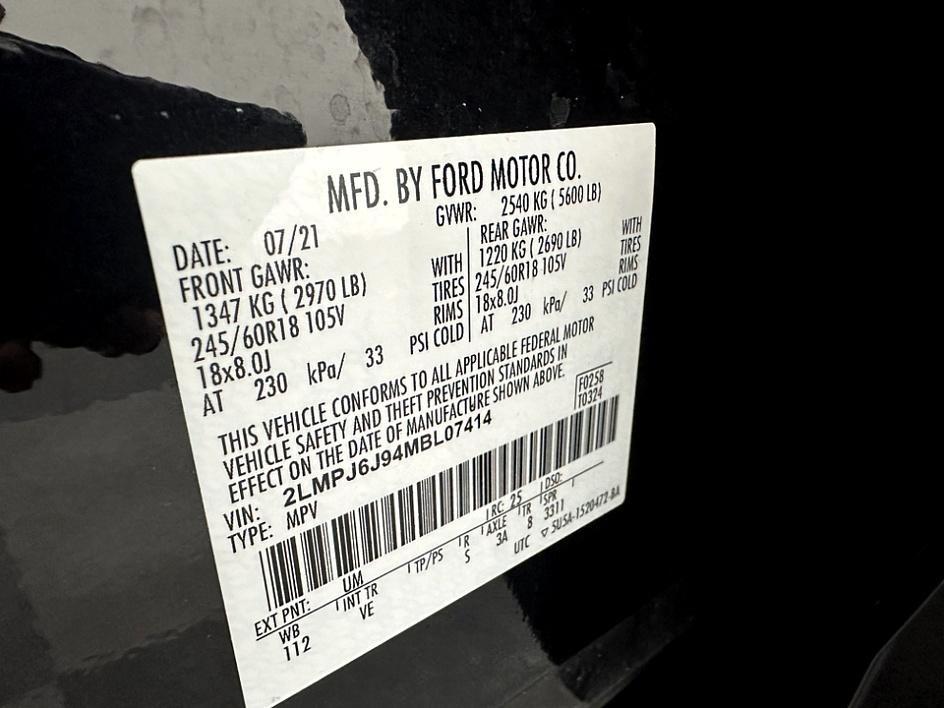 MFD. BY FORD MOTOR CO.
DATE: 07/21 GVWR: 2540 KG ( 5600 LB)
FRONT GAWR: REAR GAWR:
1347 KG ( 2970 LB) WITH 1220 KG ( 2690 LB) WITH
245/60R18 105V TIRES 245/60R18 105V TIRES
18x8.0J RIMS 18x8.0J RIMS
AT 230 kPa/ 33 PSI COLD AT 230 kPa/ 33 PSI COLD
THIS VEHICLE CONFORMS TO ALL APPLICABLE FEDERAL MOTOR
VEHICLE SAFETY AND THEFT PREVENTION STANDARDS IN
EFFECT ON THE DATE OF MANUFACTURE SHOWN ABOVE.
F0258
T0324
VIN: 2LMPJ6J94MBL07414
TYPE: MPV
EXT PNT: UM RC: 25 DSO:
WB INT TR TP/PS R AXLE TR SPR
112 VE S 3A 8 3311
UTC ▽ 5USA-1520472-BA